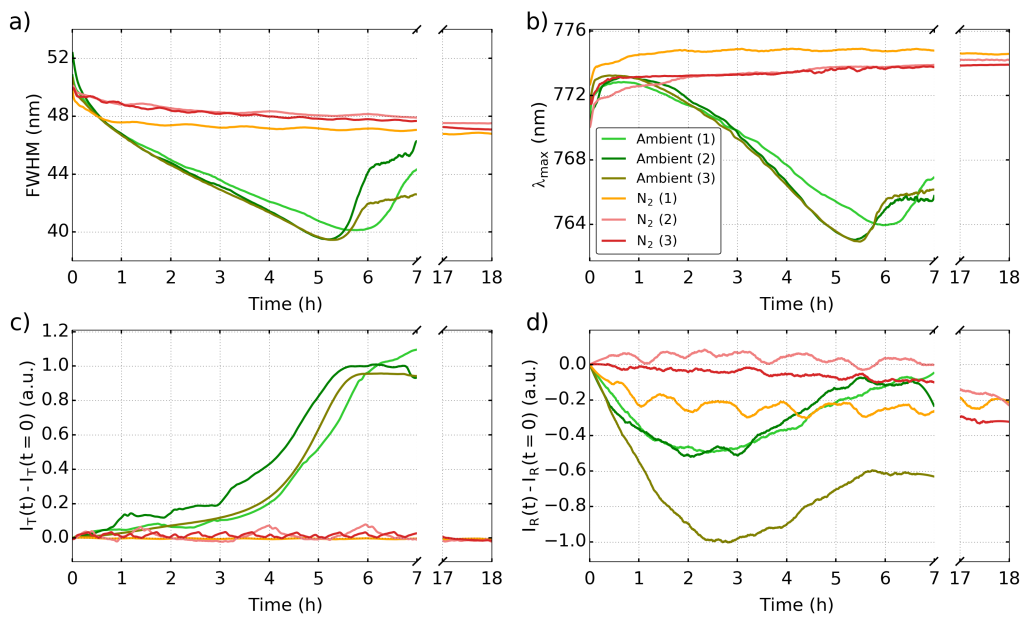 a)
FWHM (nm)
52
48
44
40
0 1 2 3 4 5 6 7 17 18
Time (h)
b)
λmax (nm)
776
772
768
764
Ambient (1)
Ambient (2)
Ambient (3)
N2 (1)
N2 (2)
N2 (3)
0 1 2 3 4 5 6 7 17 18
Time (h)
c)
IT(t) - IT(t = 0) (a.u.)
1.2
1.0
0.8
0.6
0.4
0.2
0.0
0 1 2 3 4 5 6 7 17 18
Time (h)
d)
IR(t) - IR(t = 0) (a.u.)
0.0
−0.2
−0.4
−0.6
−0.8
−1.0
0 1 2 3 4 5 6 7 17 18
Time (h)